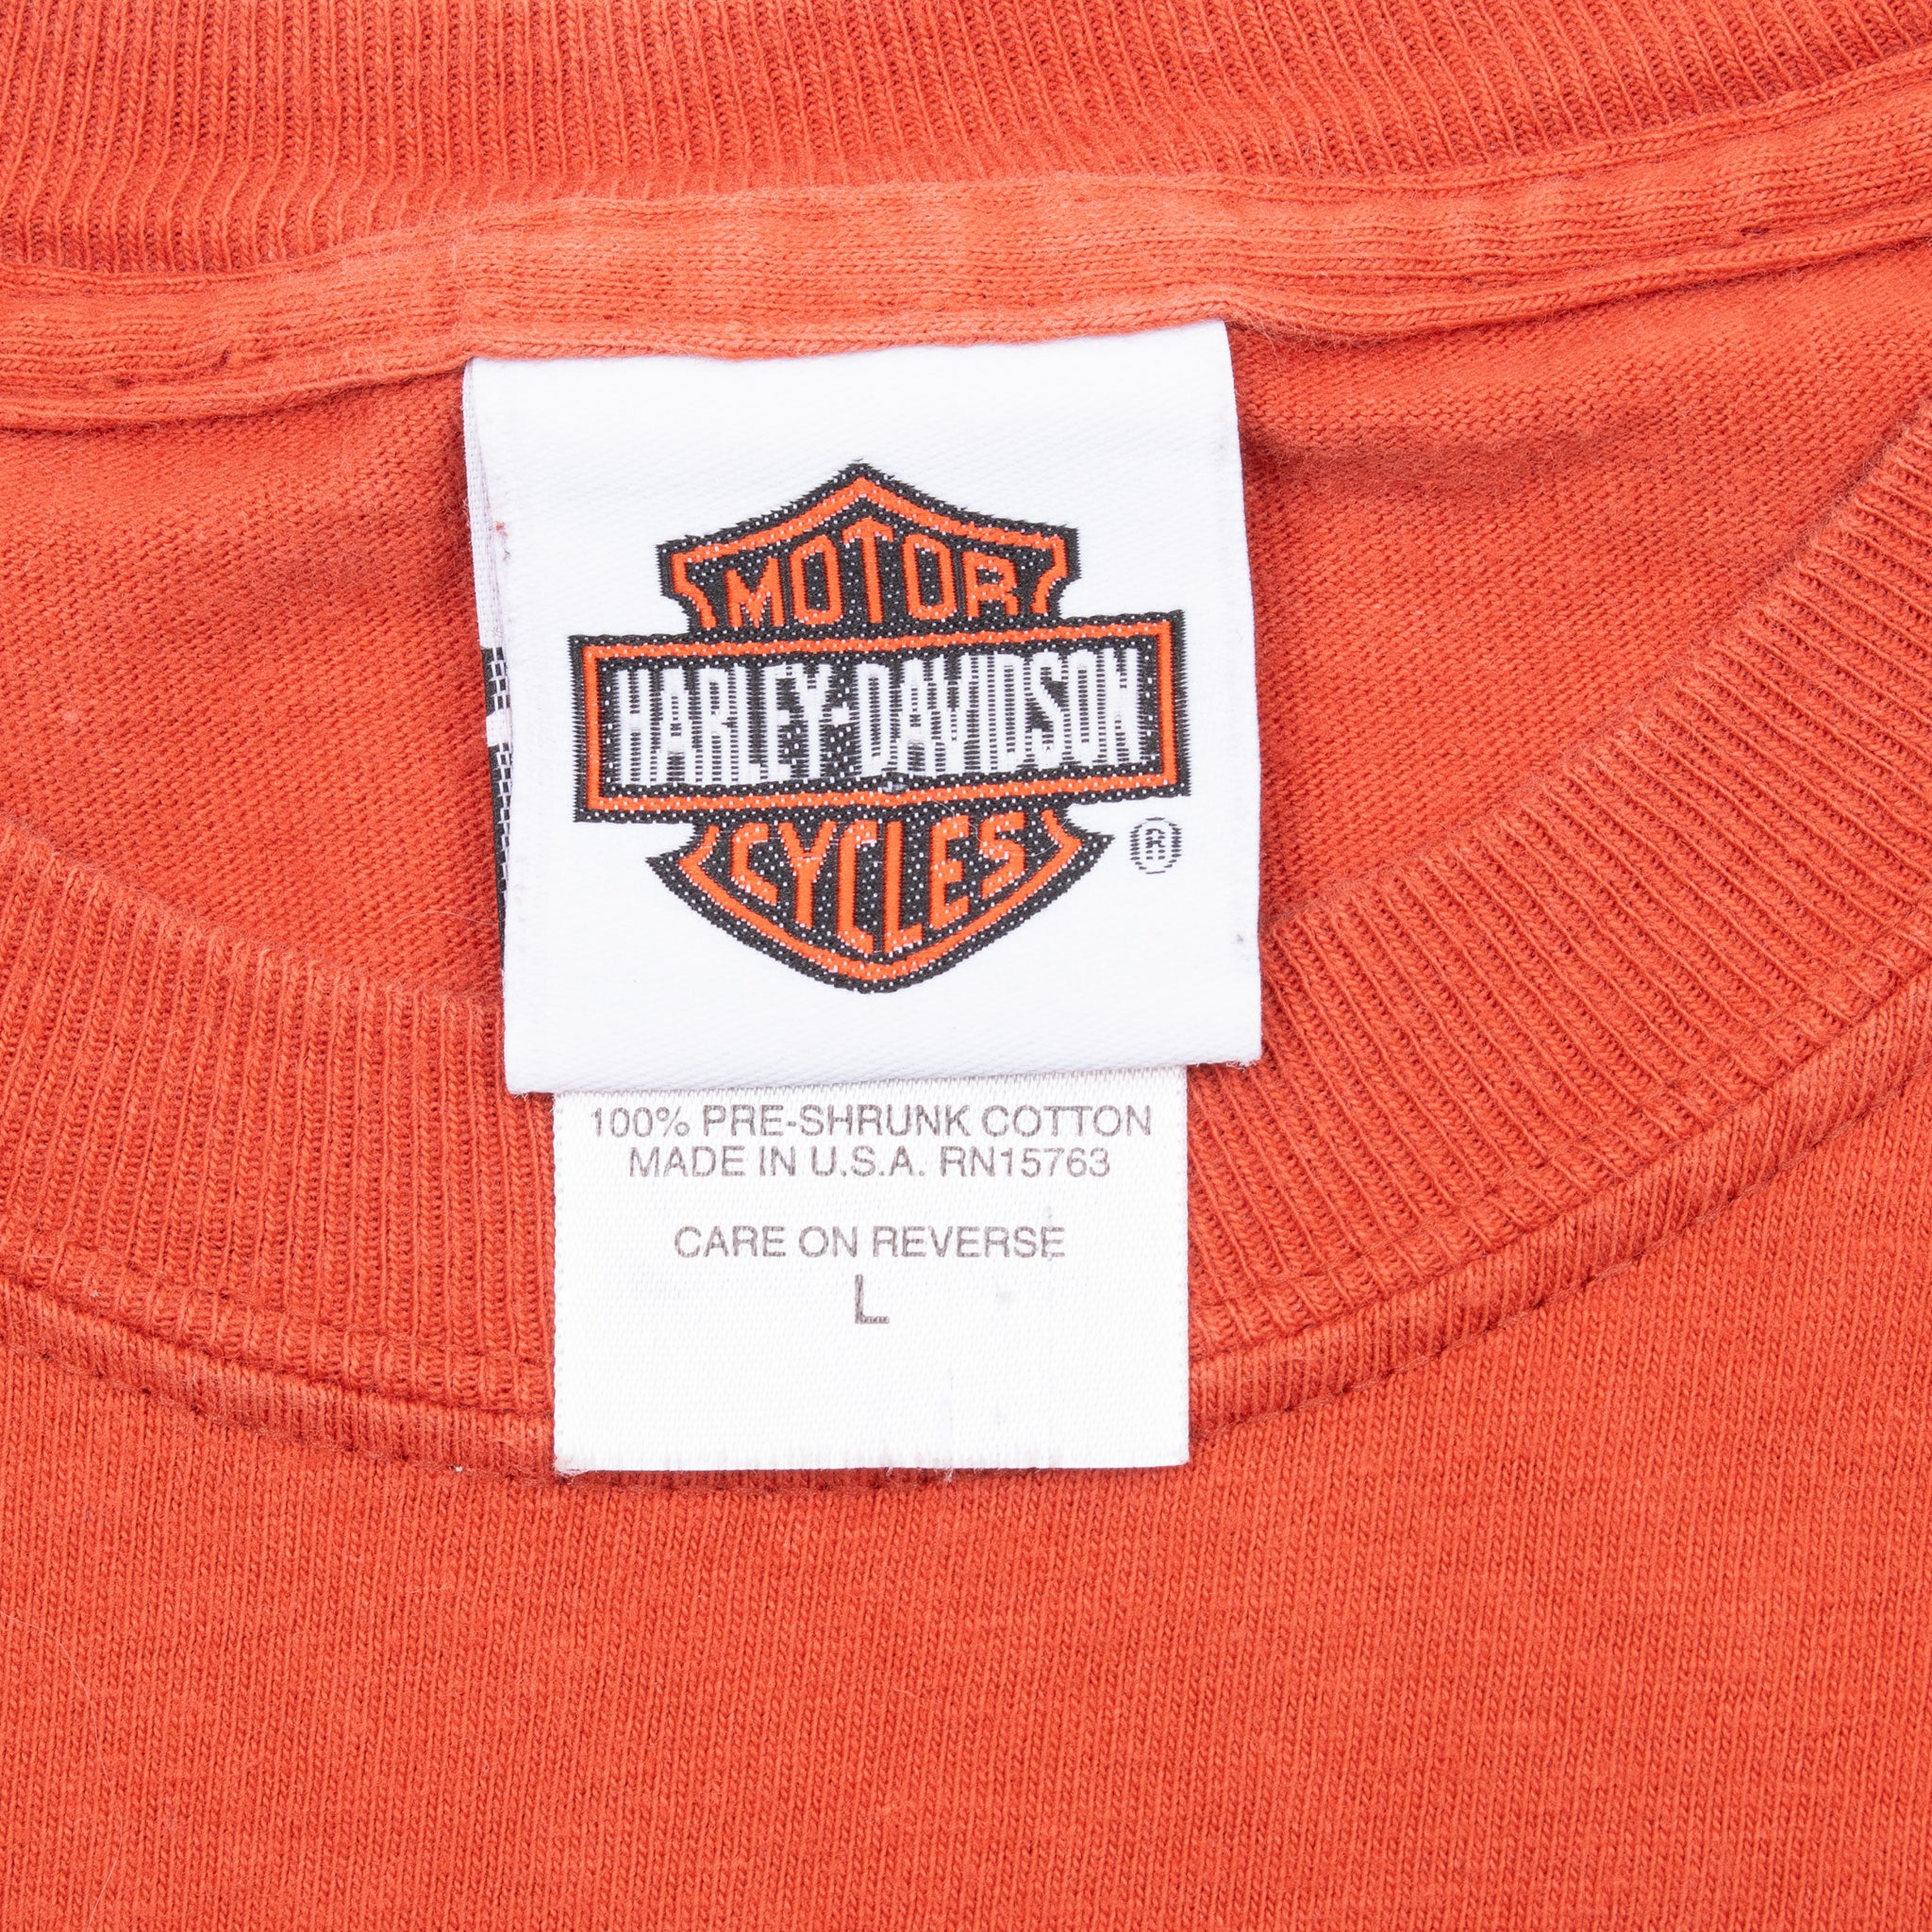 MOTOR
HARLEY-DAVIDSON
CYCLES
®
100% PRE-SHRUNK COTTON
MADE IN U.S.A. RN15763
CARE ON REVERSE
L